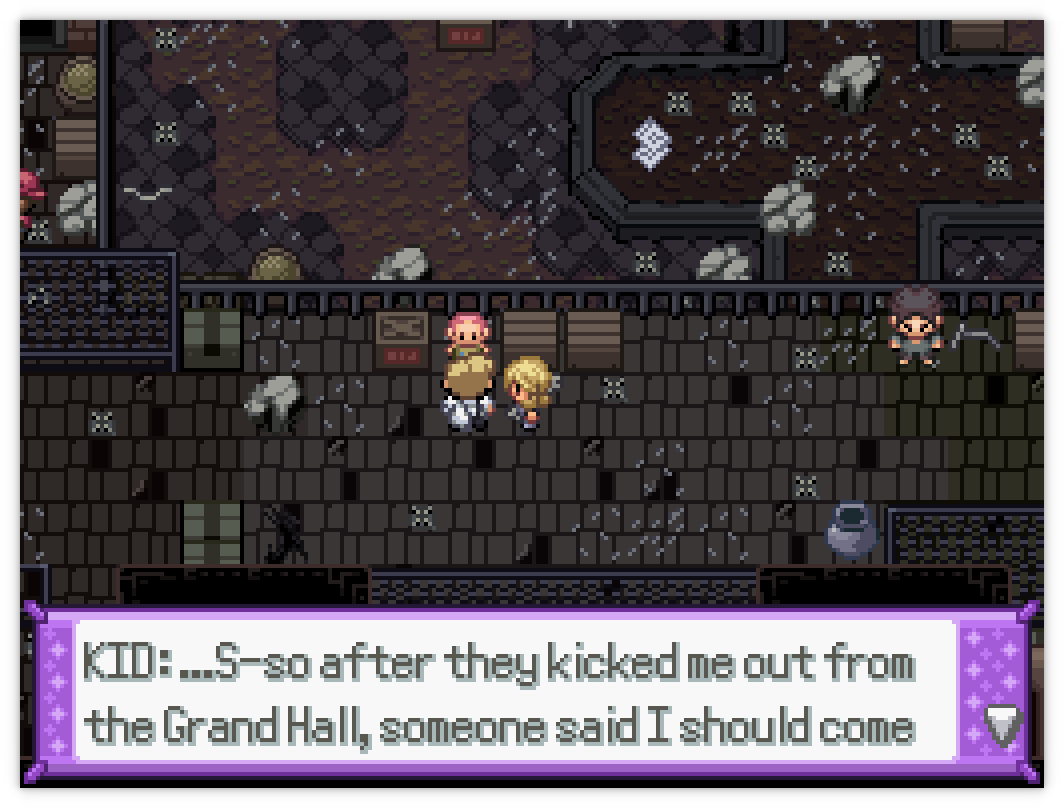 KID: ...S-so after they kicked me out from
the Grand Hall, someone said I should come